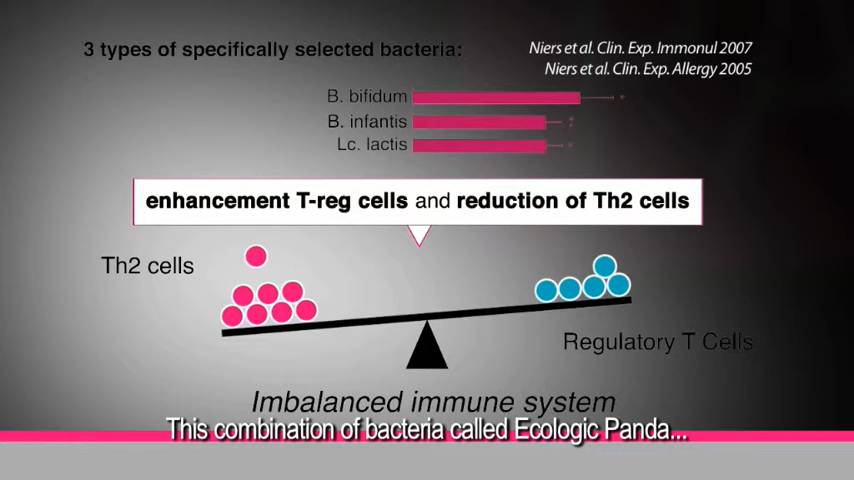 3 types of specifically selected bacteria:
Niers et al. Clin. Exp. Immonul 2007
Niers et al. Clin. Exp. Allergy 2005
B. bifidum
B. infantis
Lc. lactis
enhancement T-reg cells and reduction of Th2 cells
Th2 cells
Regulatory T Cells
Imbalanced immune system
This combination of bacteria called Ecologic Panda...